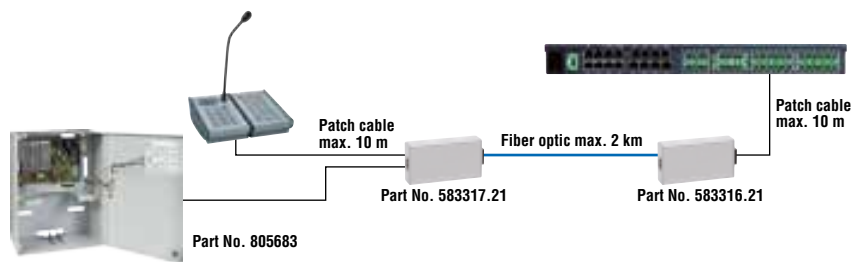 Patch cable
max. 10 m
Fiber optic max. 2 km
Patch cable
max. 10 m
Part No. 583317.21
Part No. 583316.21
Part No. 805683